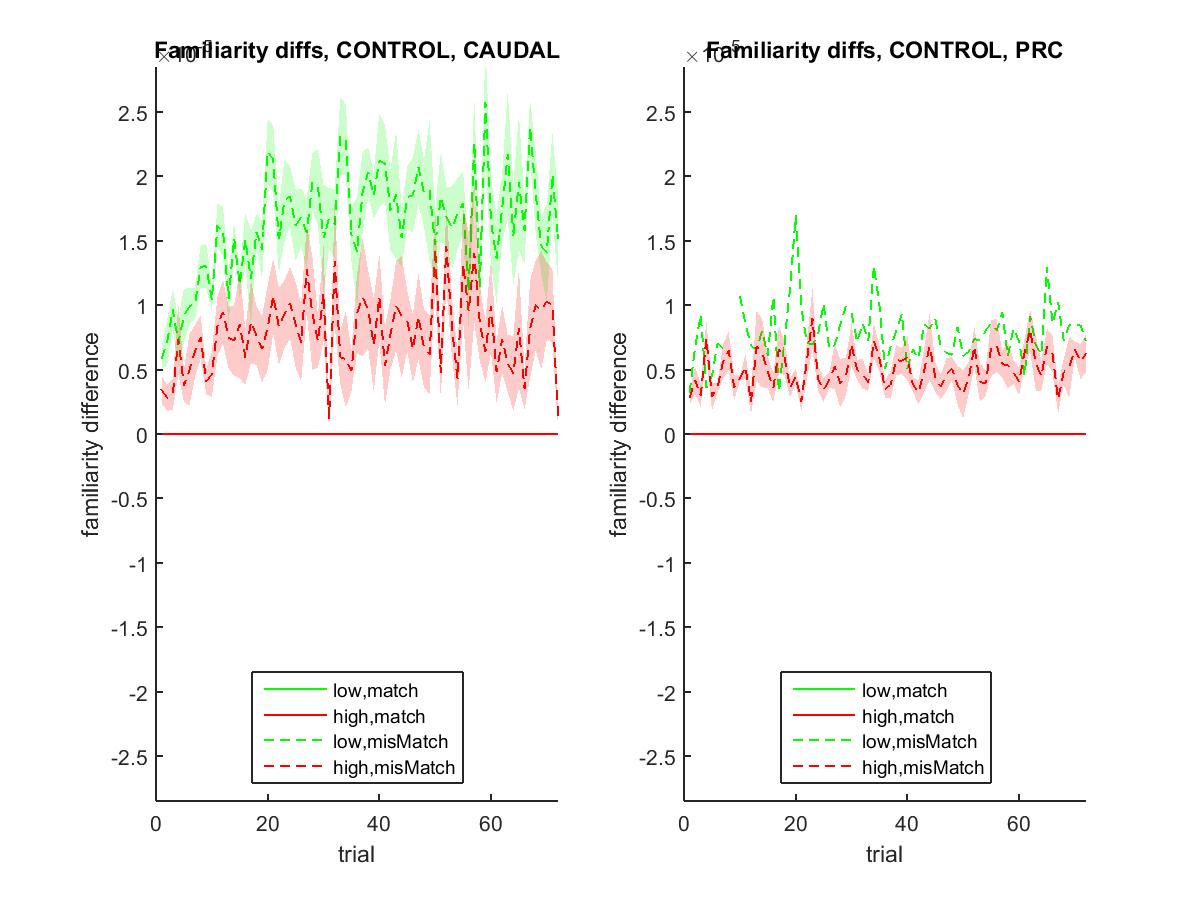 Familiarity diffs, CONTROL, CAUDAL
2.5
2
1.5
1
0.5
0
-0.5
-1
-1.5
-2
-2.5
familiarity difference
low,match
high,match
low,misMatch
high,misMatch
0 20 40 60
trial
Familiarity diffs, CONTROL, PRC
× 10-5
2.5
2
1.5
1
0.5
0
-0.5
-1
-1.5
-2
-2.5
familiarity difference
low,match
high,match
low,misMatch
high,misMatch
0 20 40 60
trial